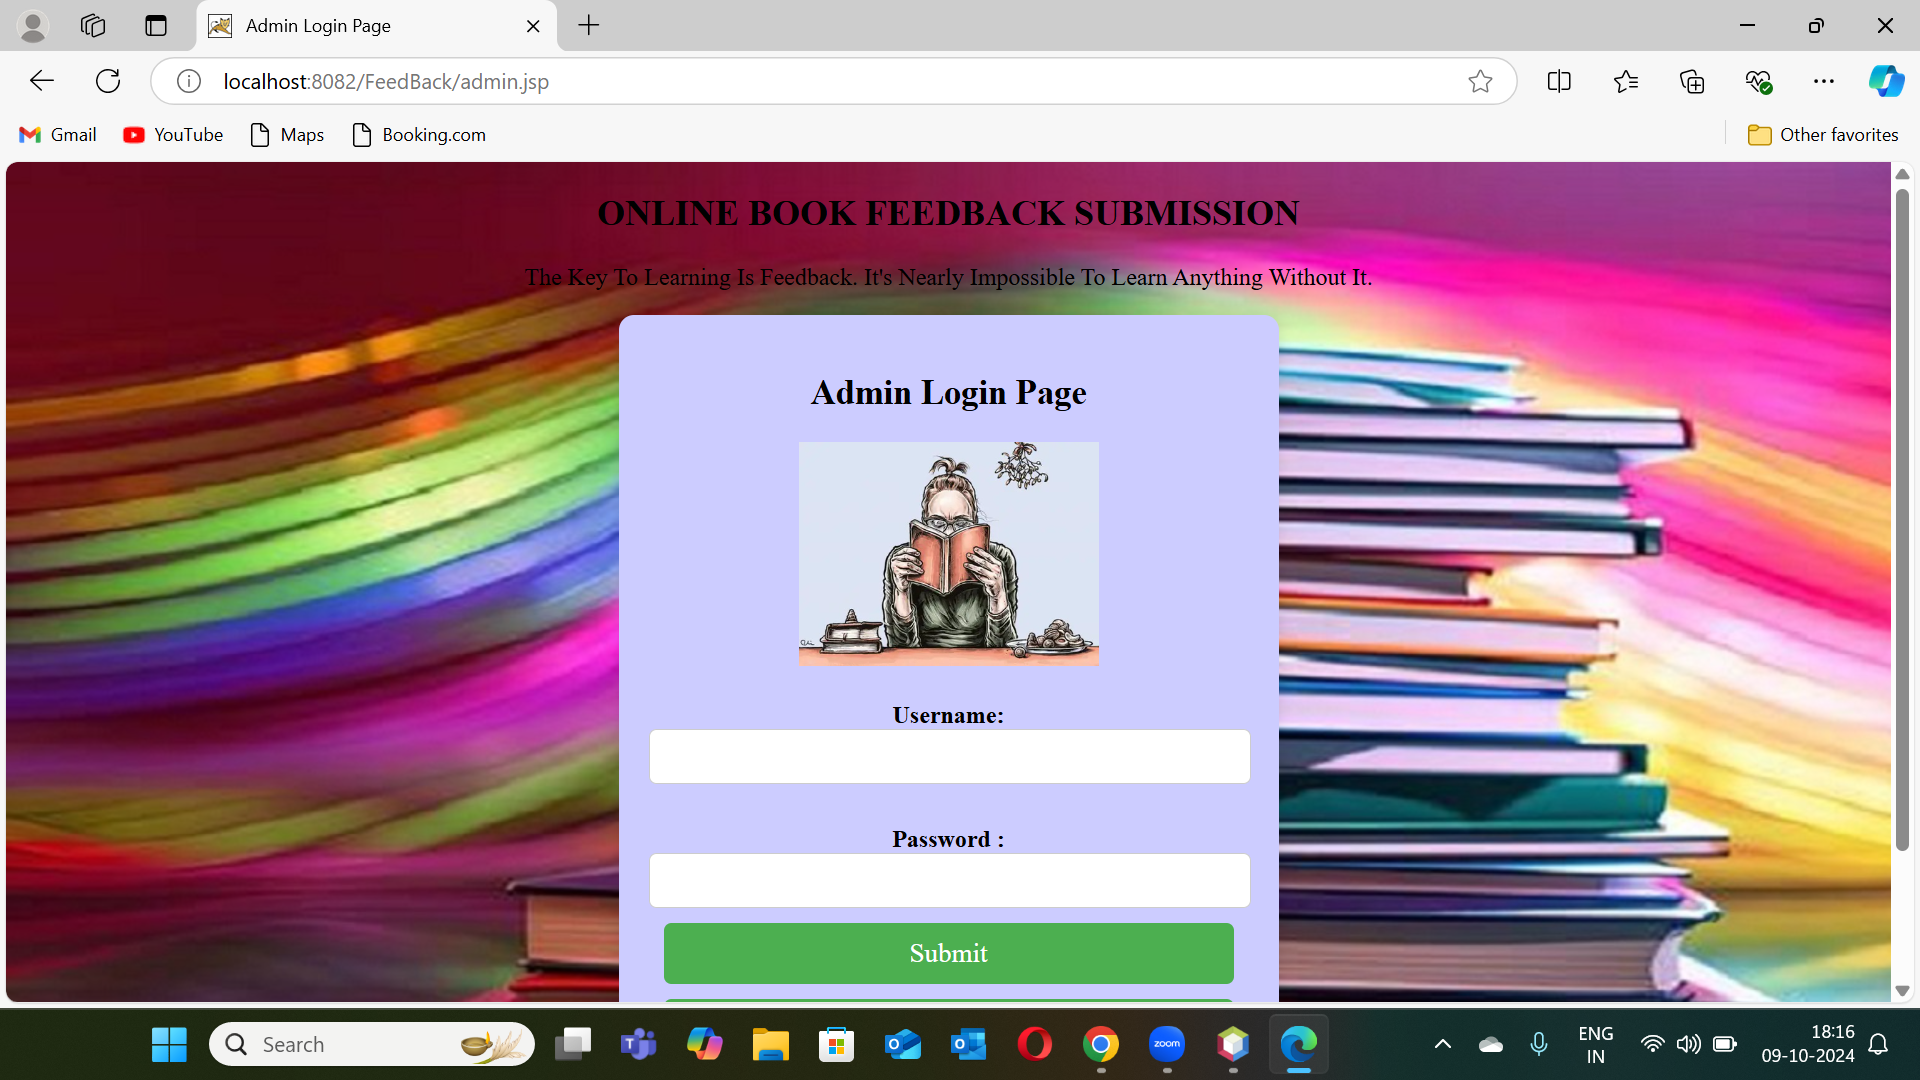 Admin Login Page
localhost:8082/FeedBack/admin.jsp
Gmail YouTube Maps Booking.com Other favorites
ONLINE BOOK FEEDBACK SUBMISSION
The Key To Learning Is Feedback. It's Nearly Impossible To Learn Anything Without It.
Admin Login Page
Username:
Password :
Submit
Search
zoom
ENG
IN
18:16
09-10-2024